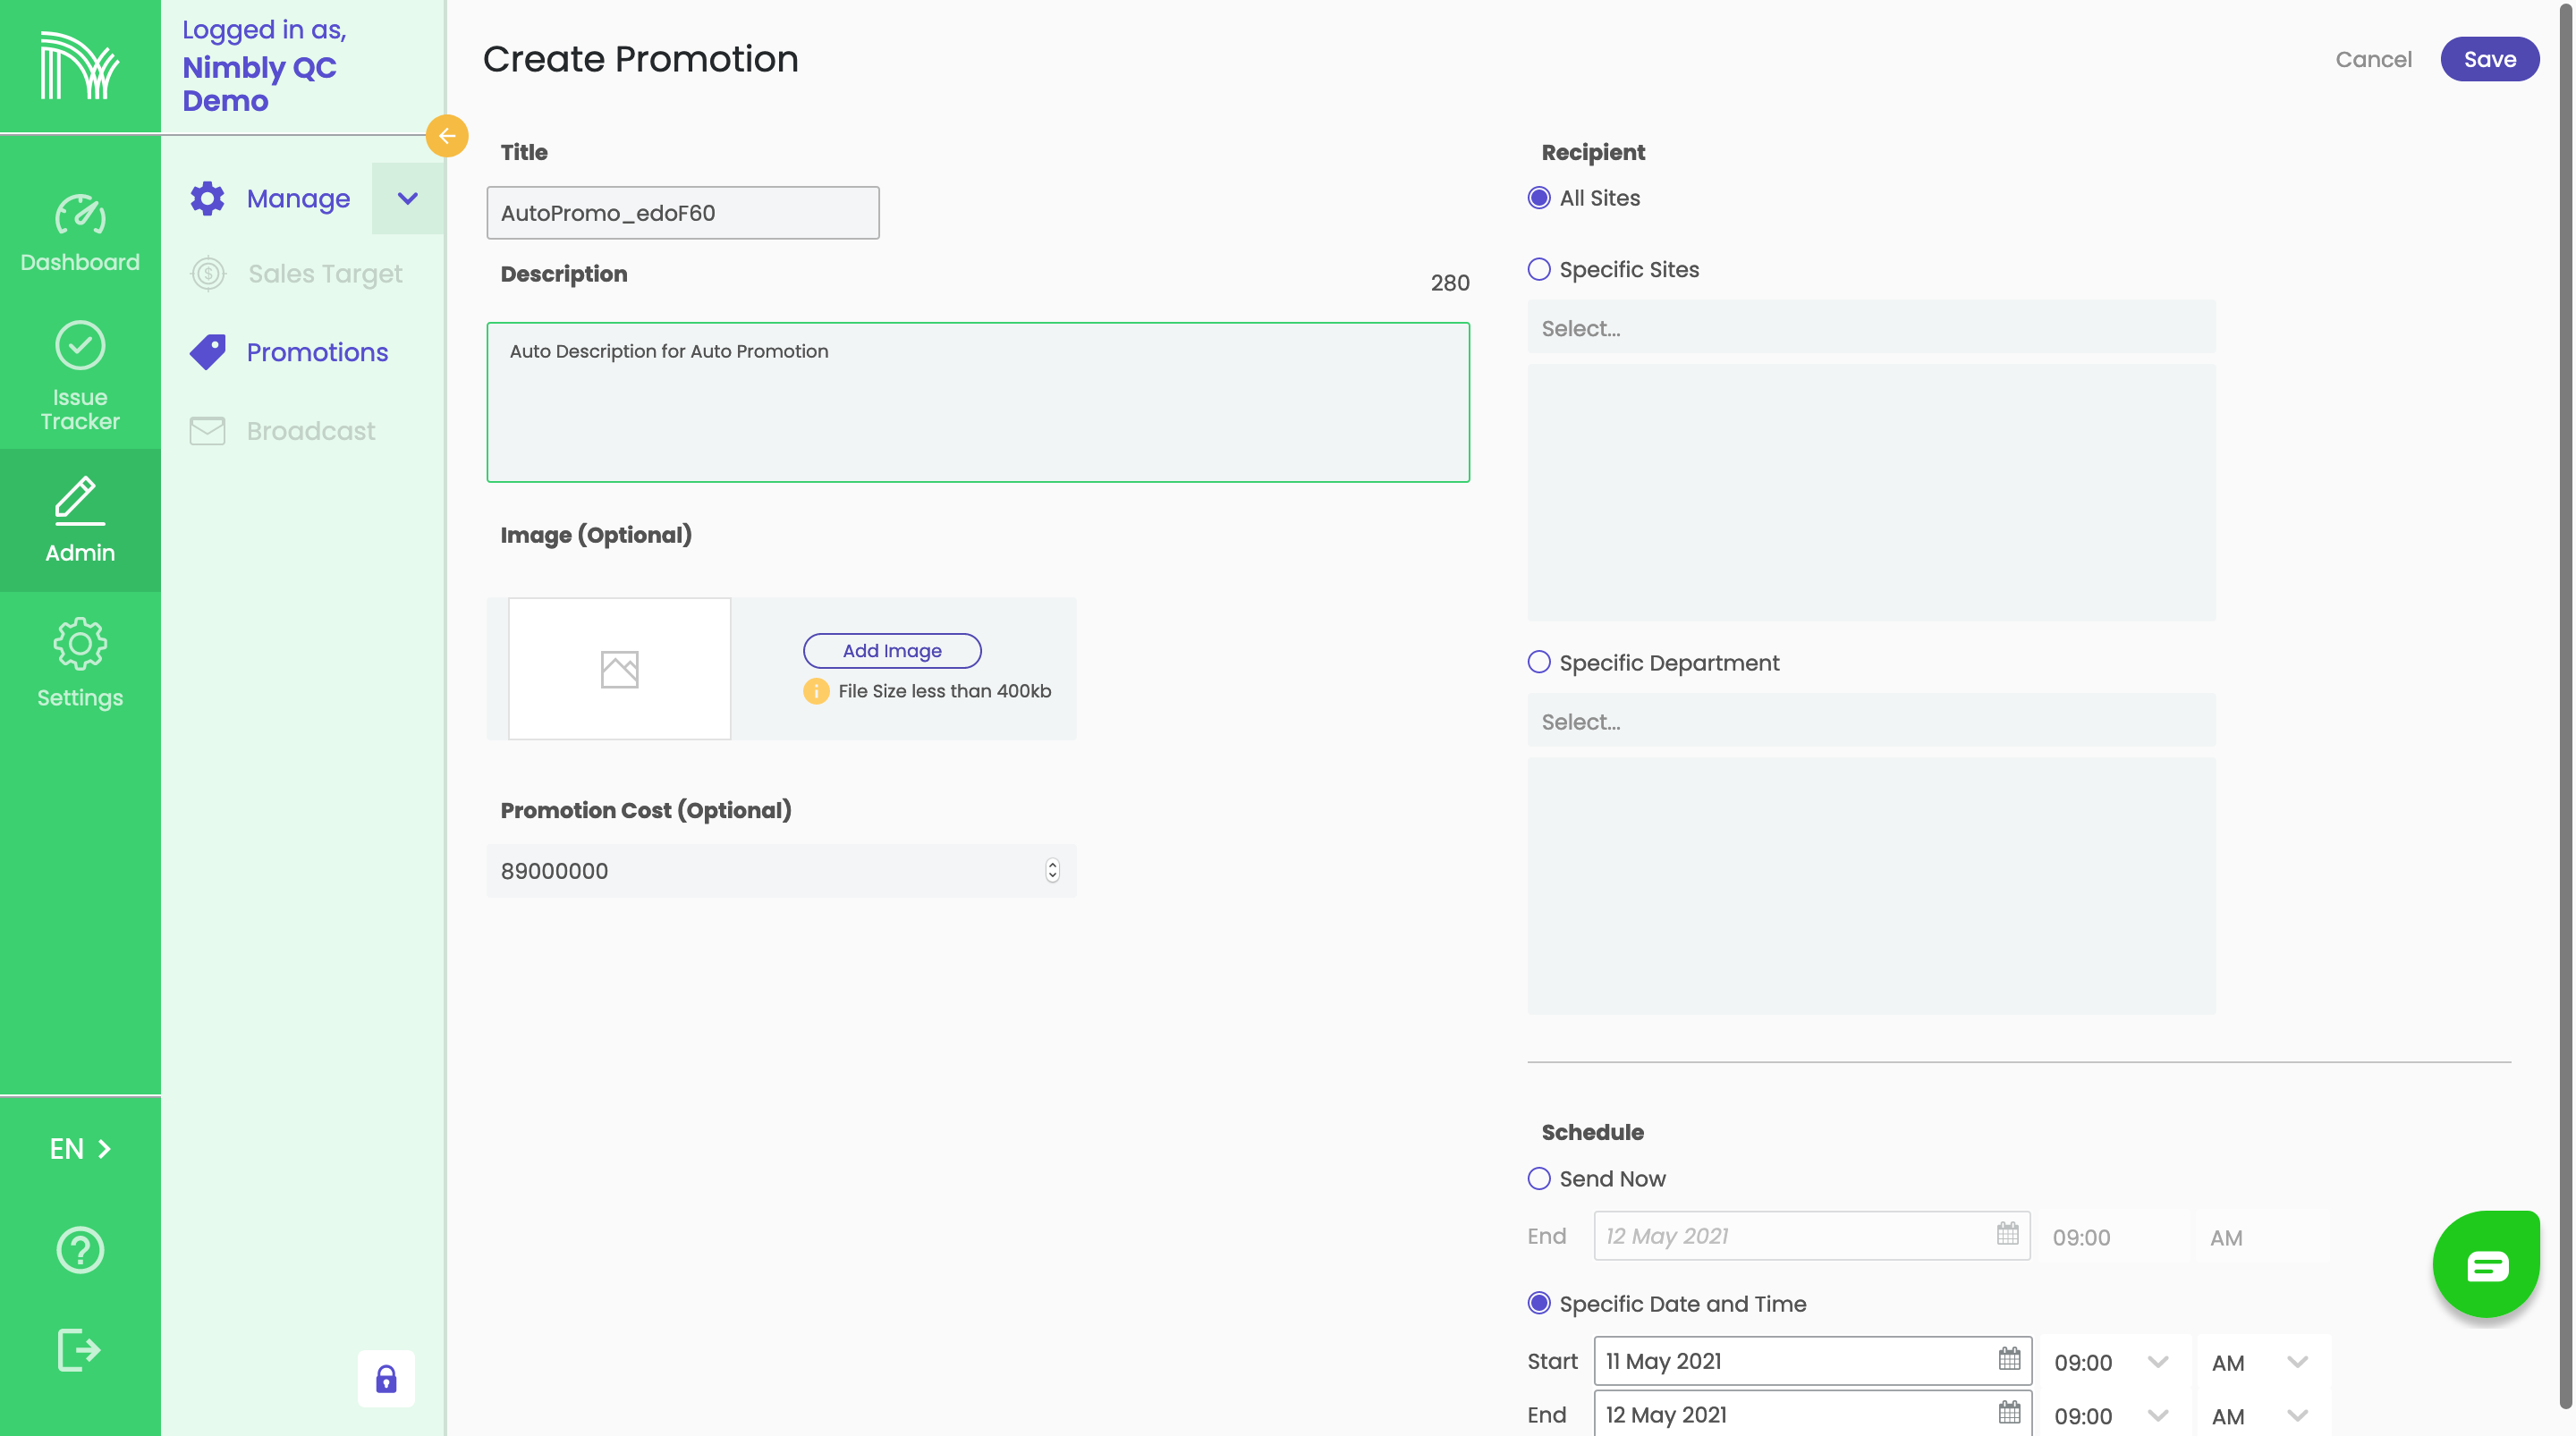 Logged in as,
Nimbly QC
Demo
Dashboard
Issue
Tracker
Admin
Settings
EN
Manage
Sales Target
Promotions
Broadcast
Create Promotion
Cancel
Save
Title
AutoPromo_edoF60
Description
280
Auto Description for Auto Promotion
Image (Optional)
Add Image
File Size less than 400kb
Promotion Cost (Optional)
89000000
Recipient
All Sites
Specific Sites
Select...
Specific Department
Select...
Schedule
Send Now
End 12 May 2021 09:00 AM
Specific Date and Time
Start 11 May 2021 09:00 AM
End 12 May 2021 09:00 AM